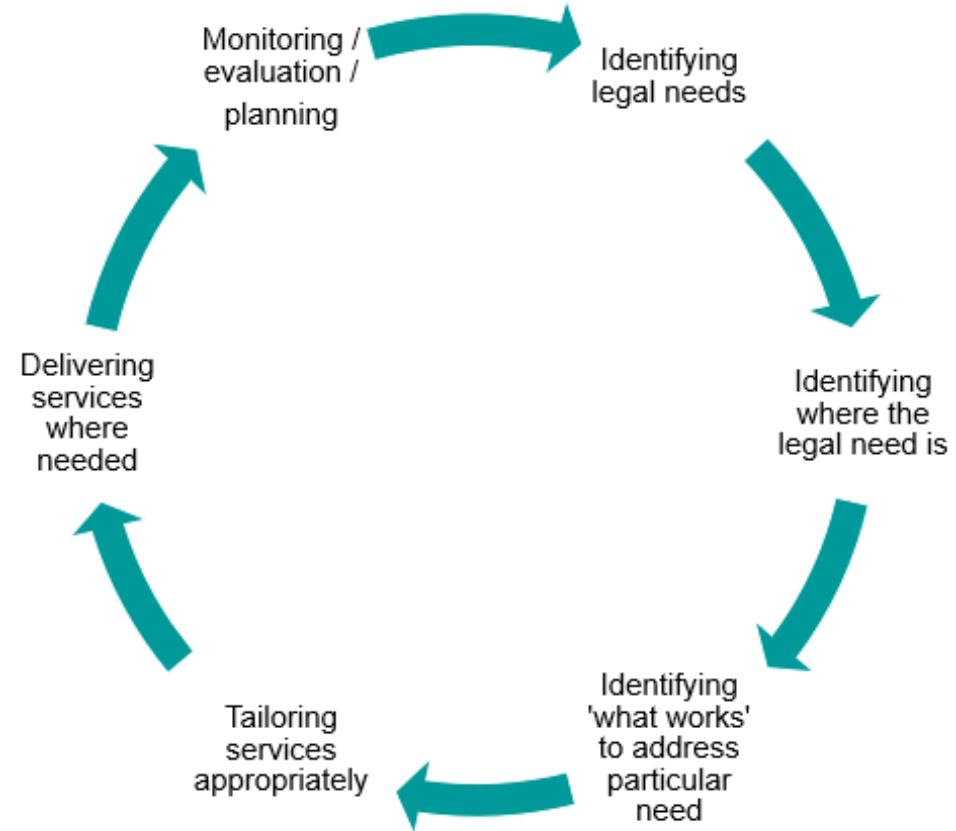 Monitoring /
evaluation /
planning
Identifying
legal needs
Identifying
where the
legal need is
Identifying
'what works'
to address
particular
need
Tailoring
services
appropriately
Delivering
services
where
needed